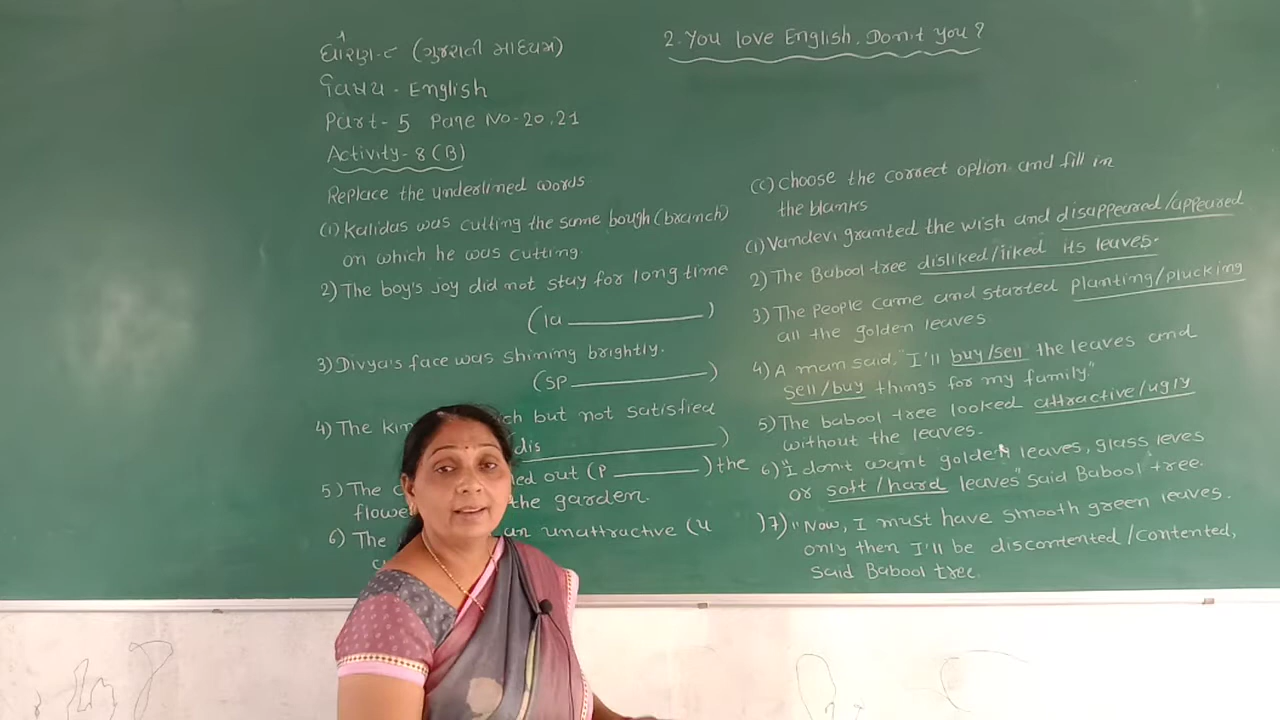 ધોરણ-૮ (ગુજરાતી માધ્યમ)
વિષય - English
Part - 5 Page No-20,21
Activity - 8 (B)
Replace the underlined words
(1) Kalidas was cutting the same bough (branch)
on which he was cutting.
2) The boy's joy did not stay for long time
(la ________)
3) Divya's face was shining brightly.
(sp ________)
4) The but not satisfied
dis ________)
5) The out (p ________) the
the garden.
6) The unattractive (u
2. You love English, Don't you?
(C) Choose the correct option and fill in
the blanks
(1) Vandevi granted the wish and disappeared/appeared
2) The Babool tree disliked/liked its leaves.
3) The People came and started planting/plucking
all the golden leaves
4) A man said, "I'll buy/sell the leaves and
sell/buy things for my family."
5) The babool tree looked attractive/ugly
without the leaves.
6) "I don't want golden leaves, glass leves
or soft/hard leaves" said Babool tree.
7) "Now, I must have smooth green leaves.
only then I'll be discontented/contented,
said Babool tree.